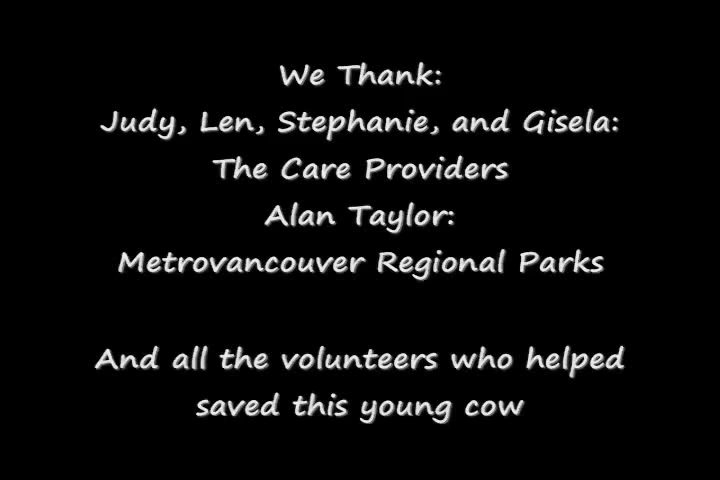 We Thank:
Judy, Len, Stephanie, and Gisela:
The Care Providers
Alan Taylor:
Metrovancouver Regional Parks
And all the volunteers who helped
saved this young cow